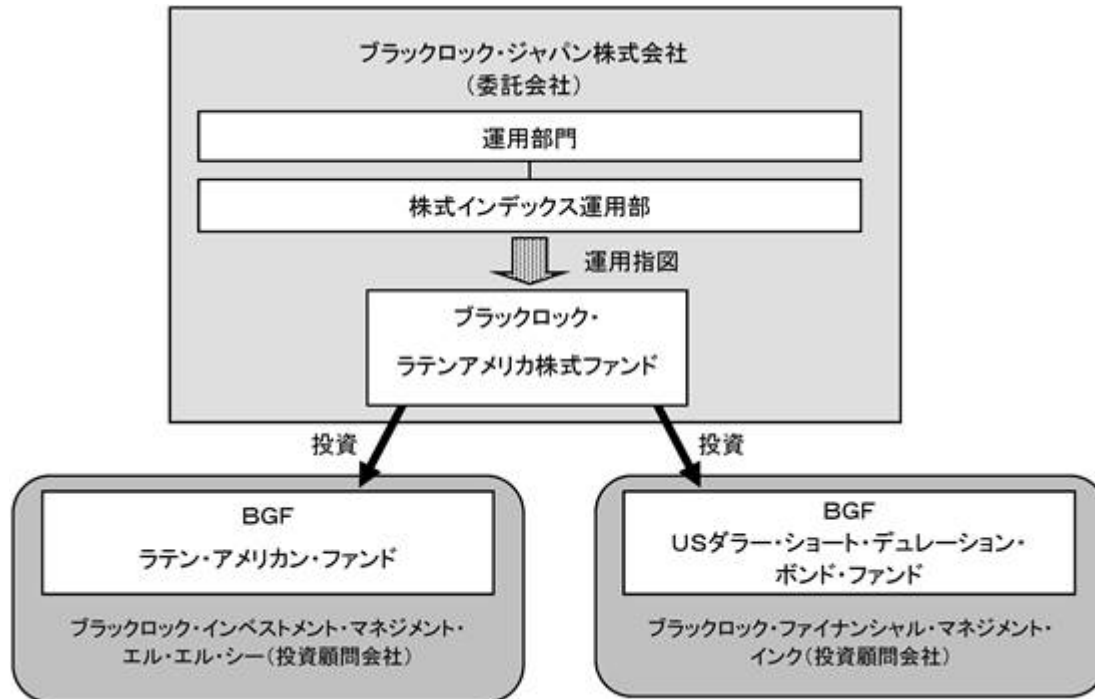 ブラックロック・ジャパン株式会社
（委託会社）
運用部門
株式インデックス運用部
運用指図
ブラックロック・
ラテンアメリカ株式ファンド
投資
投資
ＢＧＦ
ラテン・アメリカン・ファンド
ブラックロック・インベストメント・マネジメント・
エル・エル・シー（投資顧問会社）
ＢＧＦ
ＵＳダラー・ショート・デュレーション・
ボンド・ファンド
ブラックロック・ファイナンシャル・マネジメント・
インク（投資顧問会社）